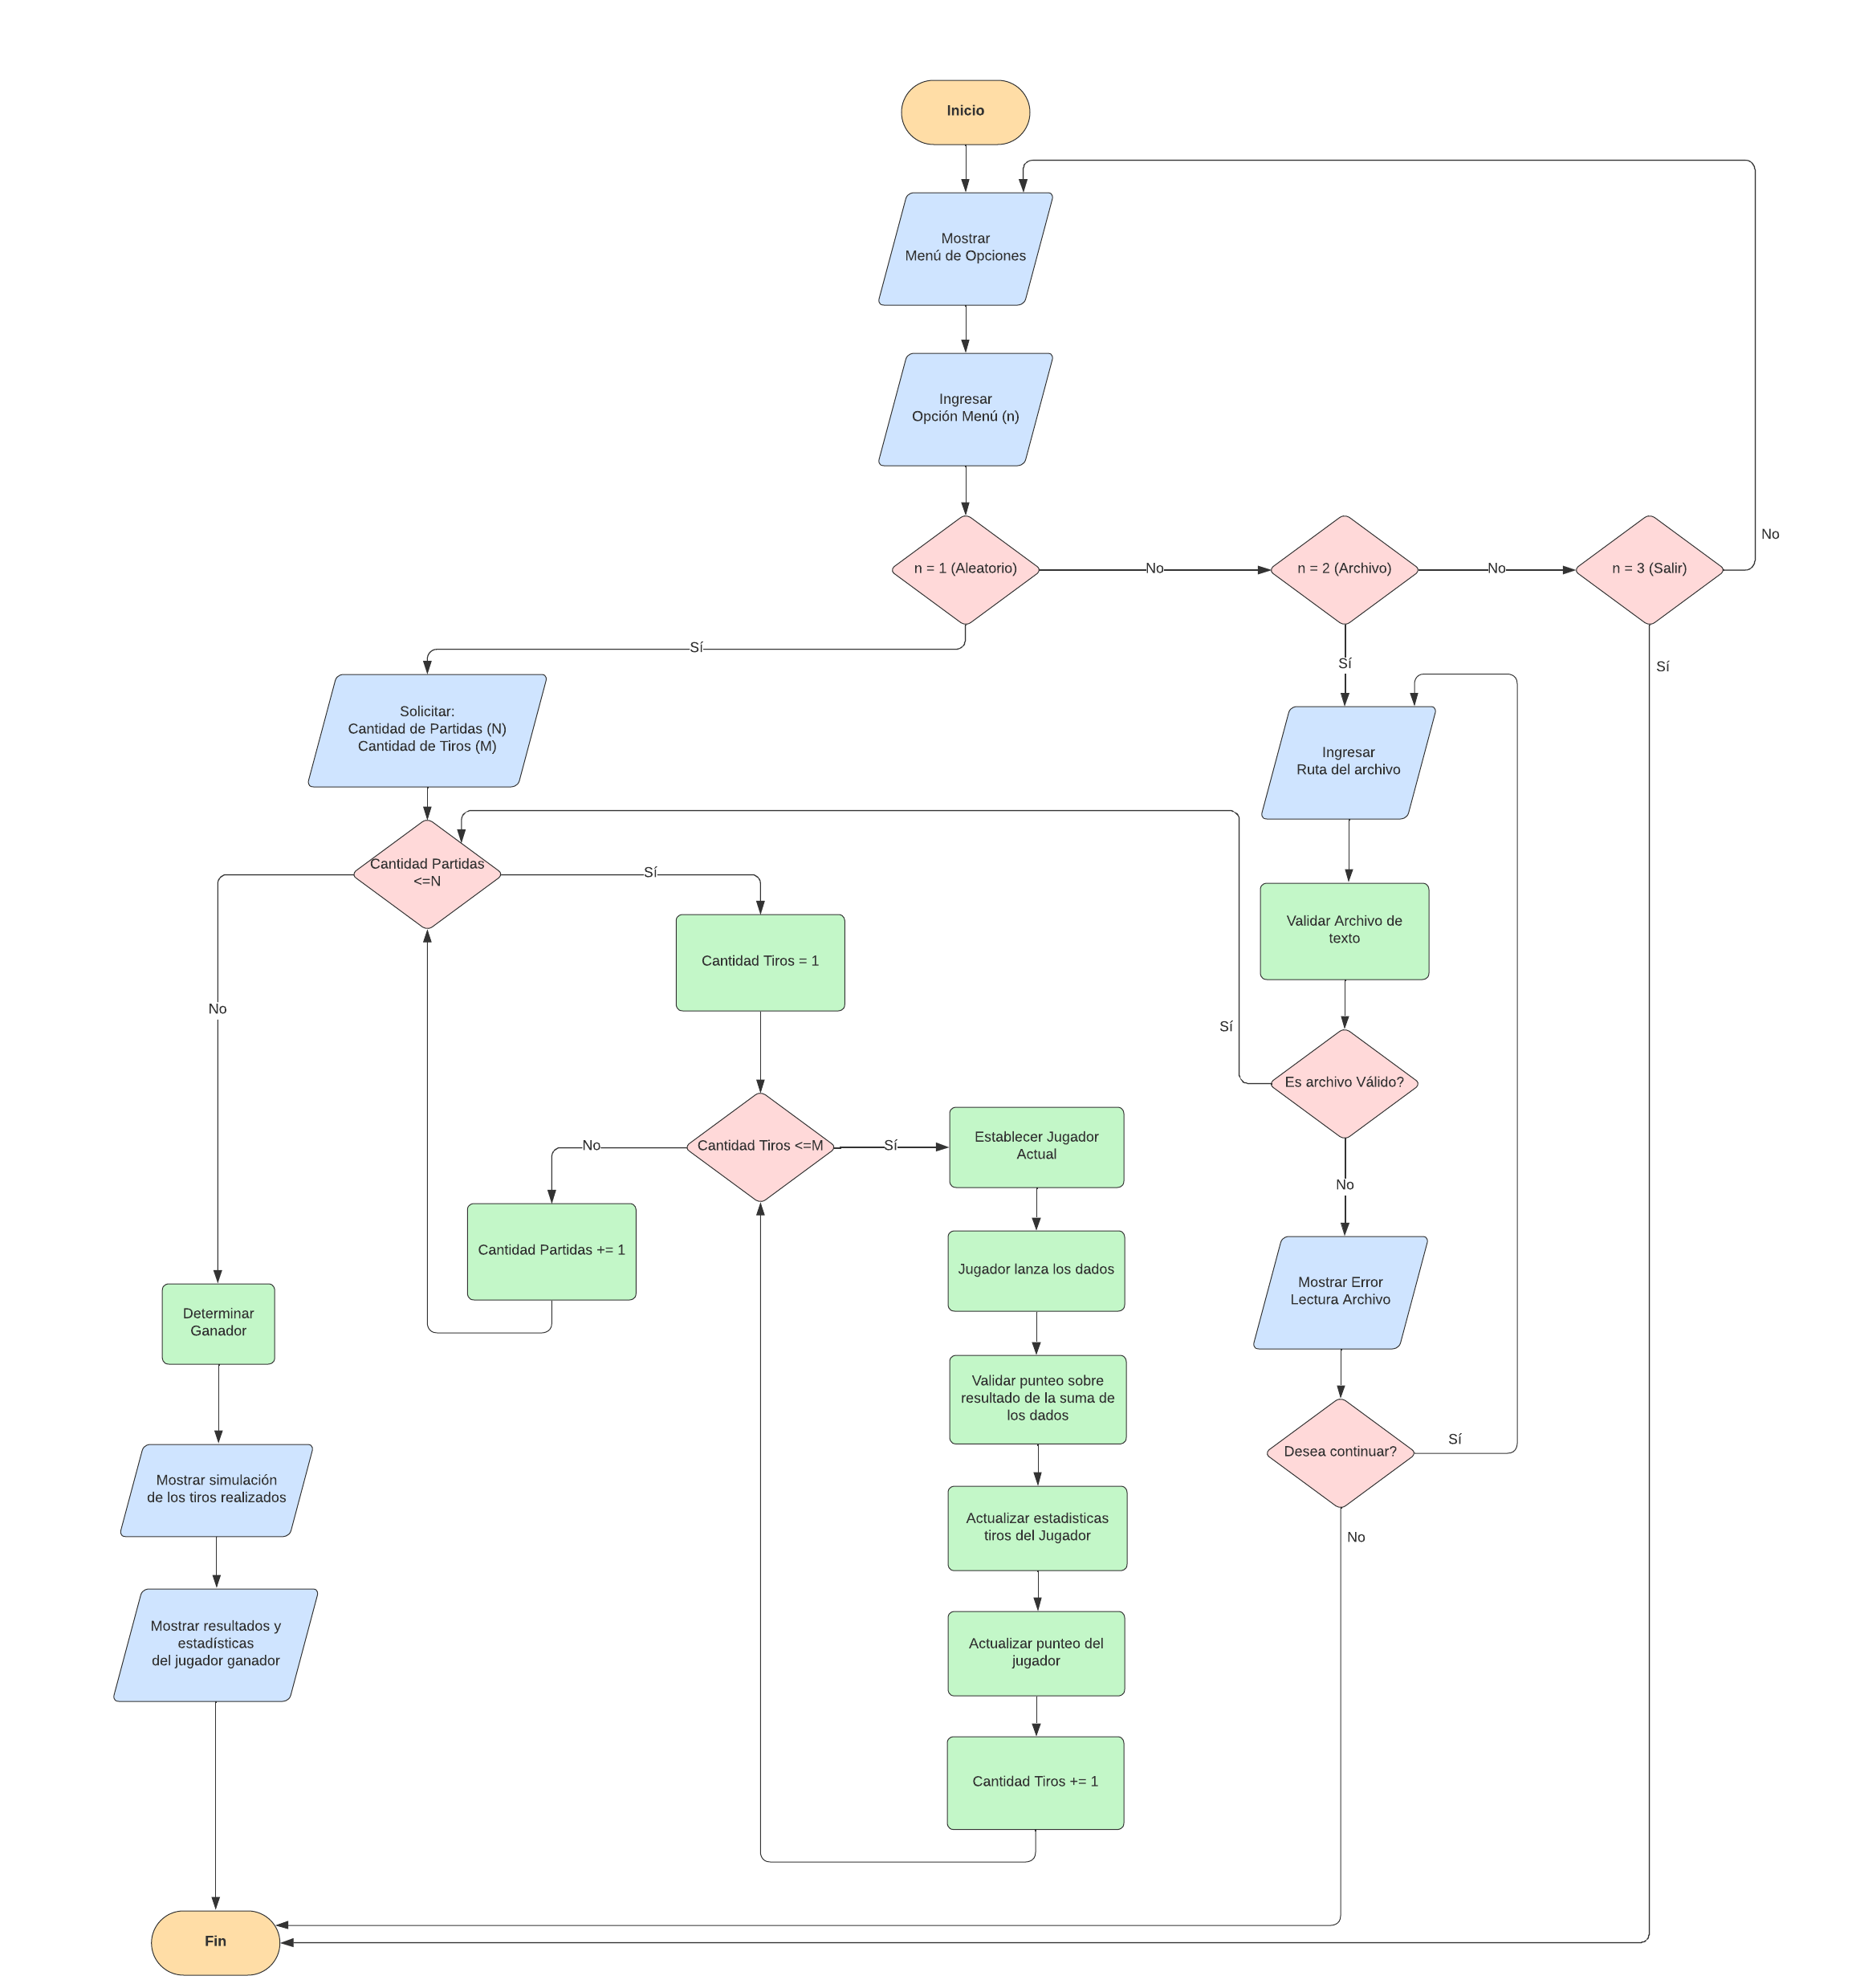 Inicio
Mostrar
Menú de Opciones
Ingresar
Opción Menú (n)
n = 1 (Aleatorio)
No
n = 2 (Archivo)
No
n = 3 (Salir)
No
Sí
Sí
Sí
Solicitar:
Cantidad de Partidas (N)
Cantidad de Tiros (M)
Ingresar
Ruta del archivo
Cantidad Partidas
<=N
Sí
No
Cantidad Tiros = 1
Validar Archivo de
texto
Sí
Es archivo Válido?
No
Cantidad Tiros <=M
No
Sí
Establecer Jugador
Actual
Cantidad Partidas += 1
Jugador lanza los dados
Mostrar Error
Lectura Archivo
Determinar
Ganador
Validar punteo sobre
resultado de la suma de
los dados
Desea continuar?
Sí
No
Mostrar simulación
de los tiros realizados
Actualizar estadisticas
tiros del Jugador
Mostrar resultados y
estadísticas
del jugador ganador
Actualizar punteo del
jugador
Cantidad Tiros += 1
Fin